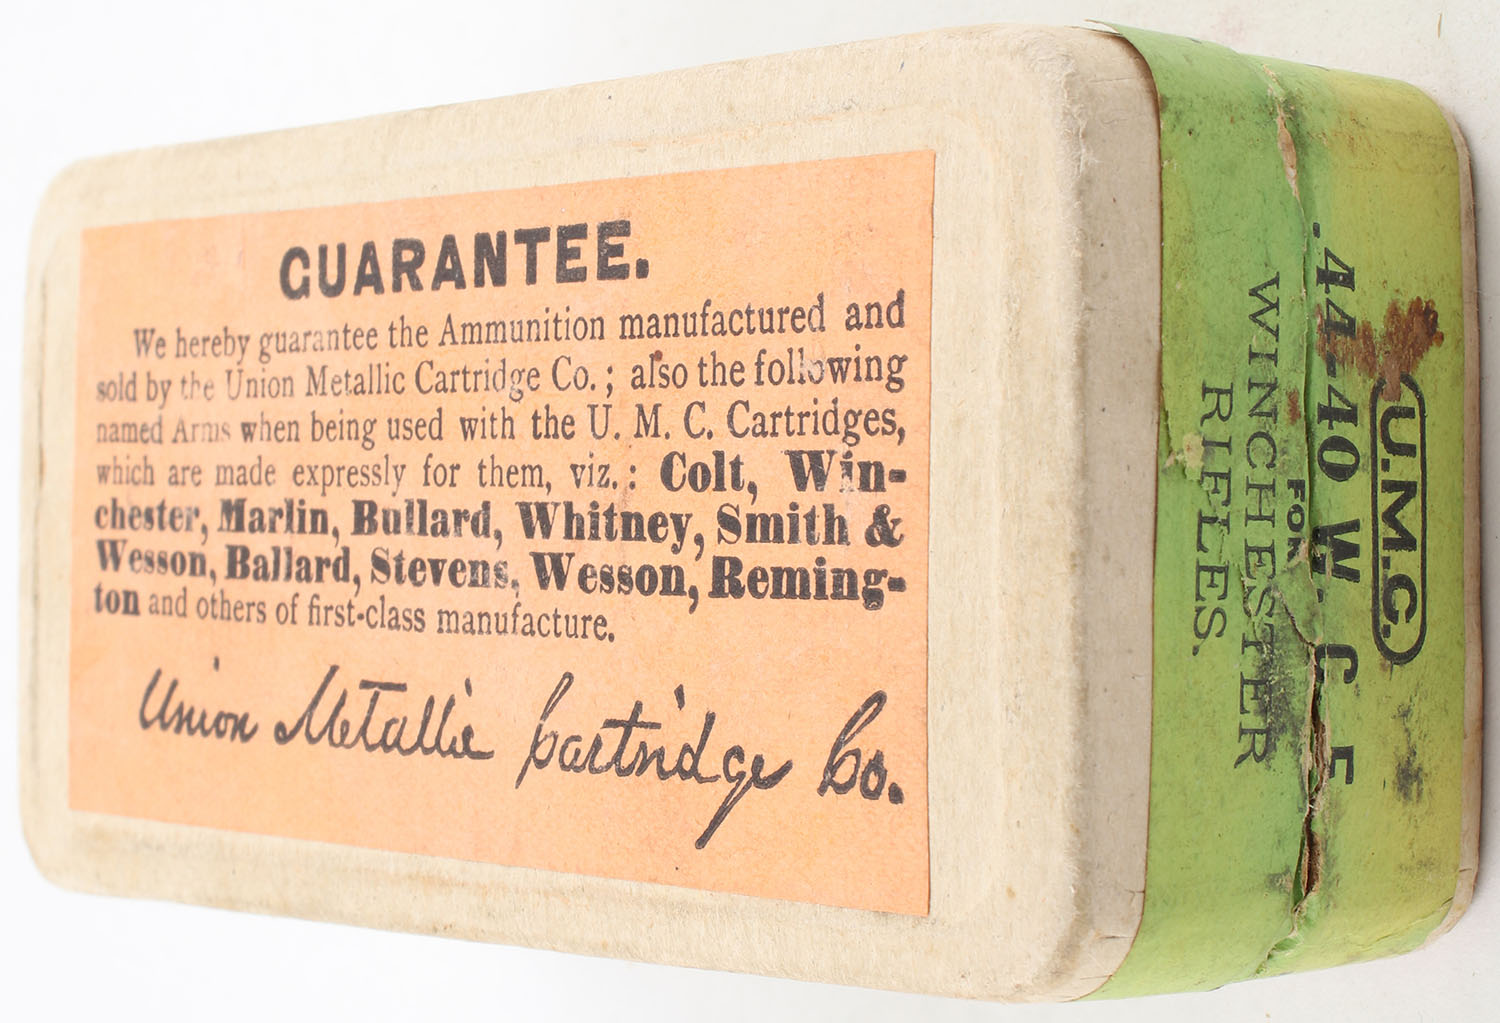 GUARANTEE.
We hereby guarantee the Ammunition manufactured and
sold by the Union Metallic Cartridge Co.; also the following
named Arms when being used with the U. M. C. Cartridges,
which are made expressly for them, viz.: Colt, Win-
chester, Marlin, Bullard, Whitney, Smith &
Wesson, Ballard, Stevens, Wesson, Reming-
ton and others of first-class manufacture.
Union Metallic Cartridge Co.
U.M.C.
.44-40 W. C. F
FOR
WINCHESTER
RIFLES.